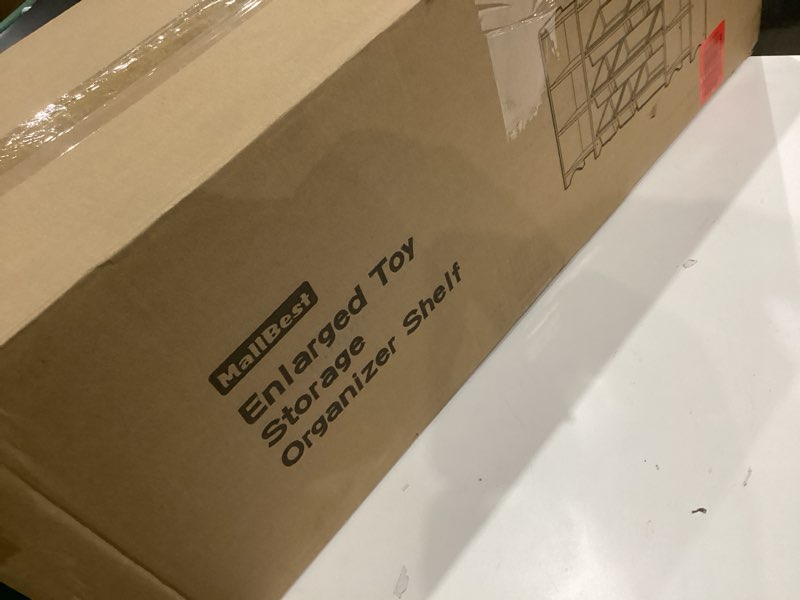 MallBest
Enlarged Toy
Storage
Organizer Shelf